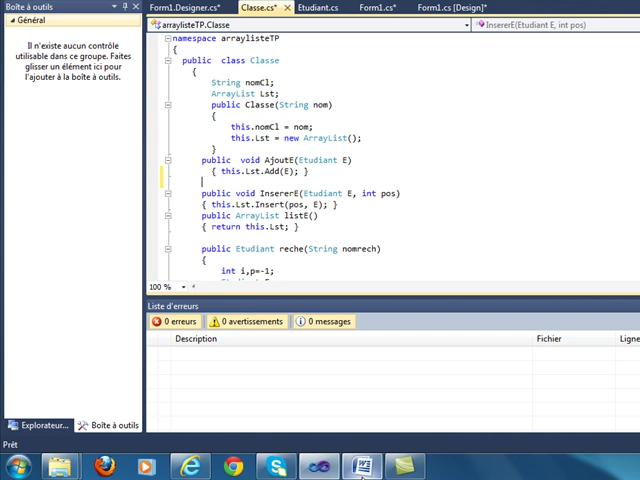 Boîte à outils
Form1.Designer.cs* Classe.cs* Etudiant.cs Form1.cs* Form1.cs [Design]*
Général
arraylisteTP.Classe InsererE(Etudiant E, int pos)
Il n'existe aucun contrôle
utilisable dans ce groupe. Faites
glisser un élément ici pour
l'ajouter à la boîte à outils.
namespace arraylisteTP
{
public class Classe
{
String nomCl;
ArrayList Lst;
public Classe(String nom)
{
this.nomCl = nom;
this.Lst = new ArrayList();
}
public void AjoutE(Etudiant E)
{ this.Lst.Add(E); }
public void InsererE(Etudiant E, int pos)
{ this.Lst.Insert(pos, E); }
public ArrayList listE()
{ return this.Lst; }
public Etudiant reche(String nomrech)
{
int i,p=-1;
100 %
Liste d'erreurs
0 erreurs 0 avertissements 0 messages
Description Fichier Ligne
Explorateur... Boîte à outils
Prêt